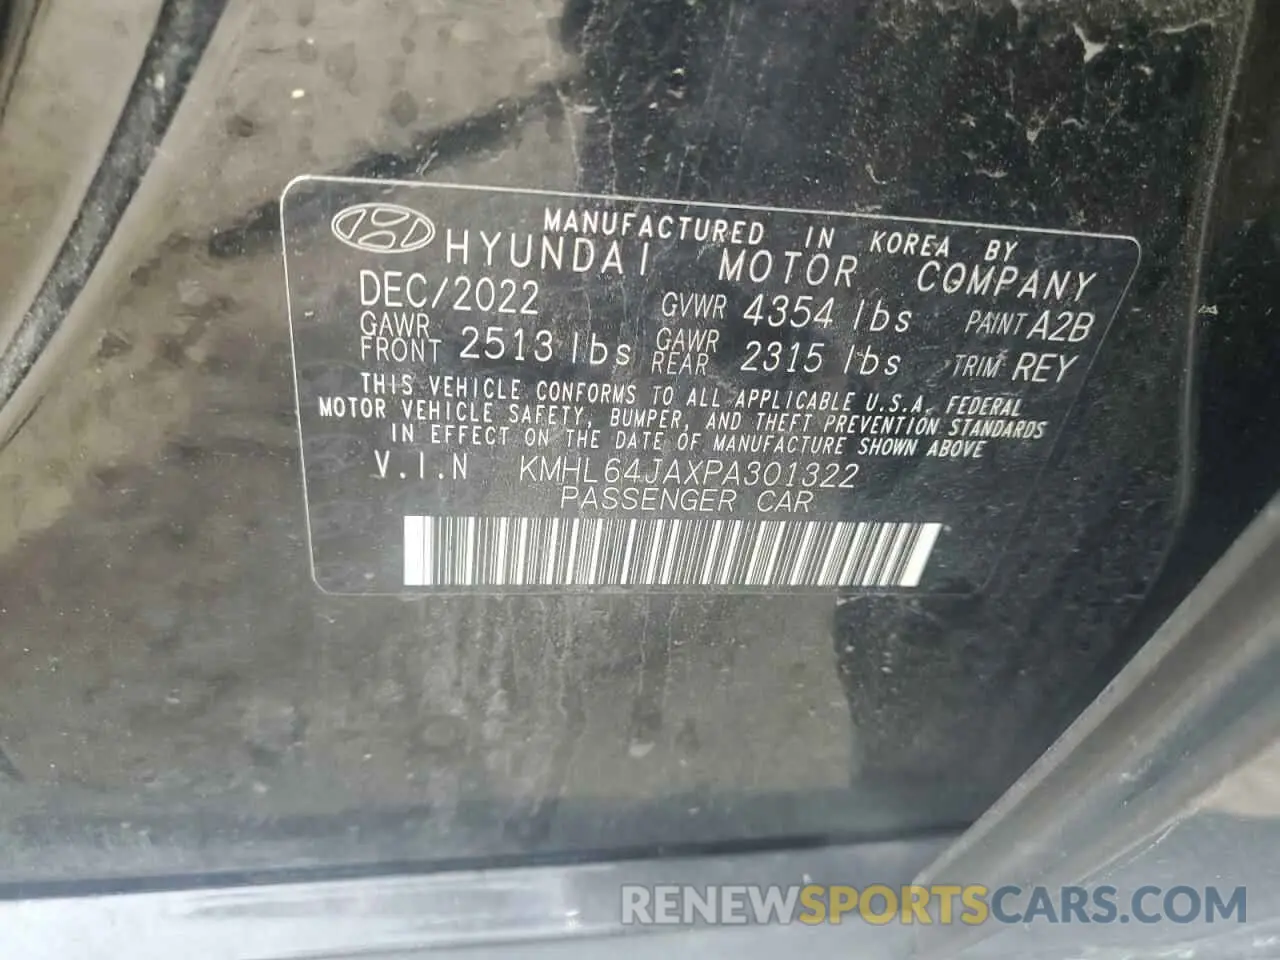 MANUFACTURED IN KOREA BY
HYUNDAI MOTOR COMPANY
DEC/2022 GVWR 4354 lbs PAINT A2B
GAWR FRONT 2513 lbs GAWR REAR 2315 lbs TRIM REY
THIS VEHICLE CONFORMS TO ALL APPLICABLE U.S.A. FEDERAL
MOTOR VEHICLE SAFETY, BUMPER, AND THEFT PREVENTION STANDARDS
IN EFFECT ON THE DATE OF MANUFACTURE SHOWN ABOVE
V.I.N KMHL64JAXPA301322
PASSENGER CAR
RENEWSPORTSCARS.COM